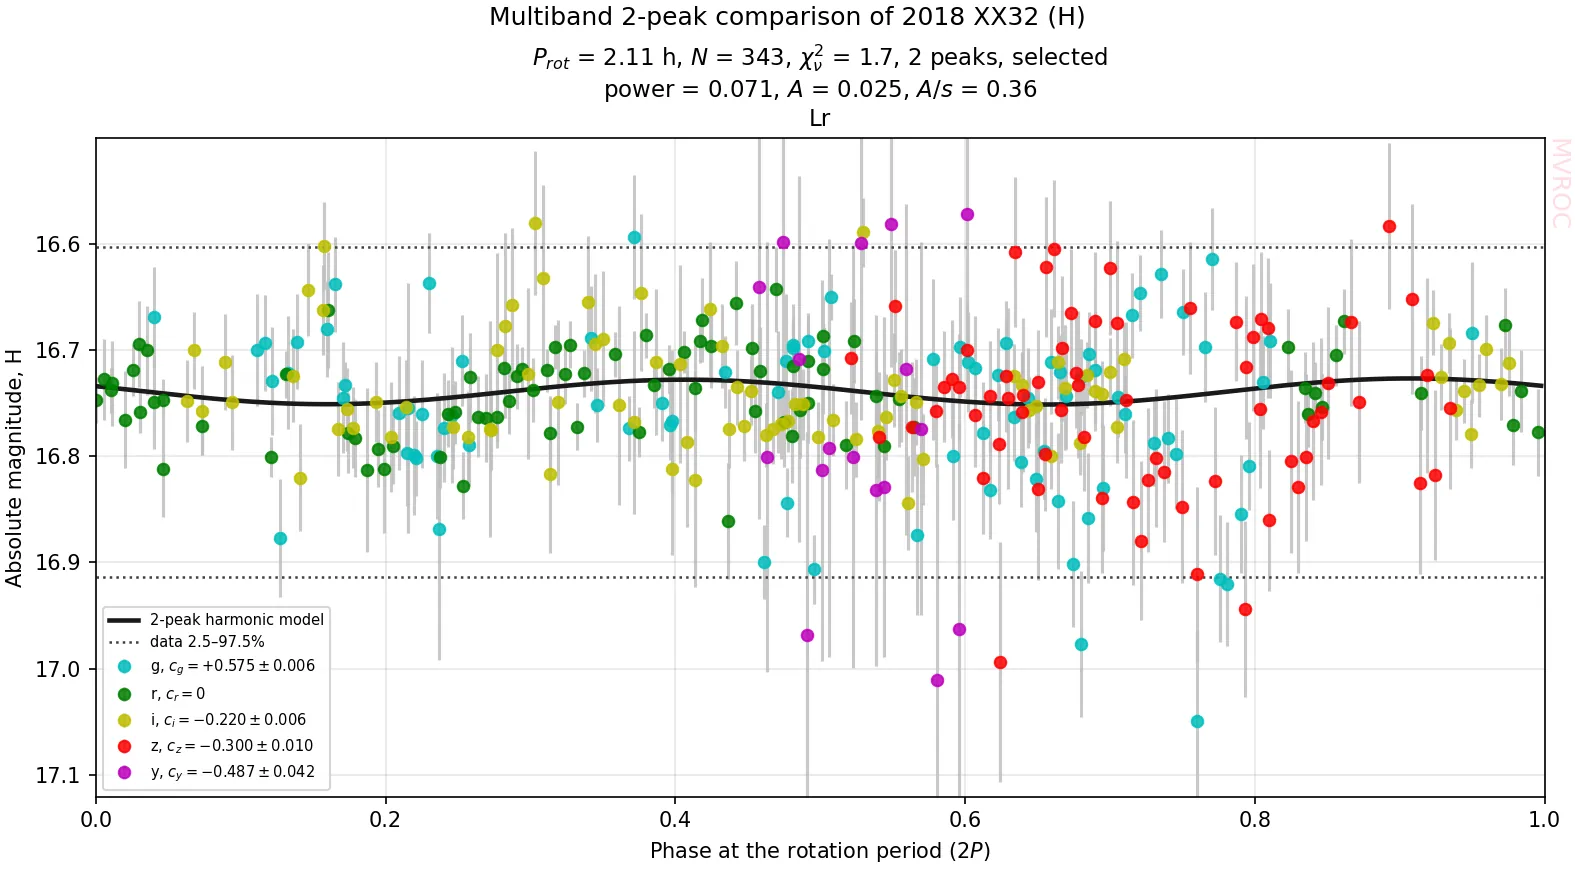 Multiband 2-peak comparison of 2018 XX32 (H)
P_rot = 2.11 h, N = 343, χ²_ν = 1.7, 2 peaks, selected
power = 0.071, A = 0.025, A/s = 0.36
Lr
MVROC
Absolute magnitude, H
16.6
16.7
16.8
16.9
17.0
17.1
2-peak harmonic model
data 2.5–97.5%
g, c_g = +0.575 ± 0.006
r, c_r = 0
i, c_i = −0.220 ± 0.006
z, c_z = −0.300 ± 0.010
y, c_y = −0.487 ± 0.042
0.0 0.2 0.4 0.6 0.8 1.0
Phase at the rotation period (2P)